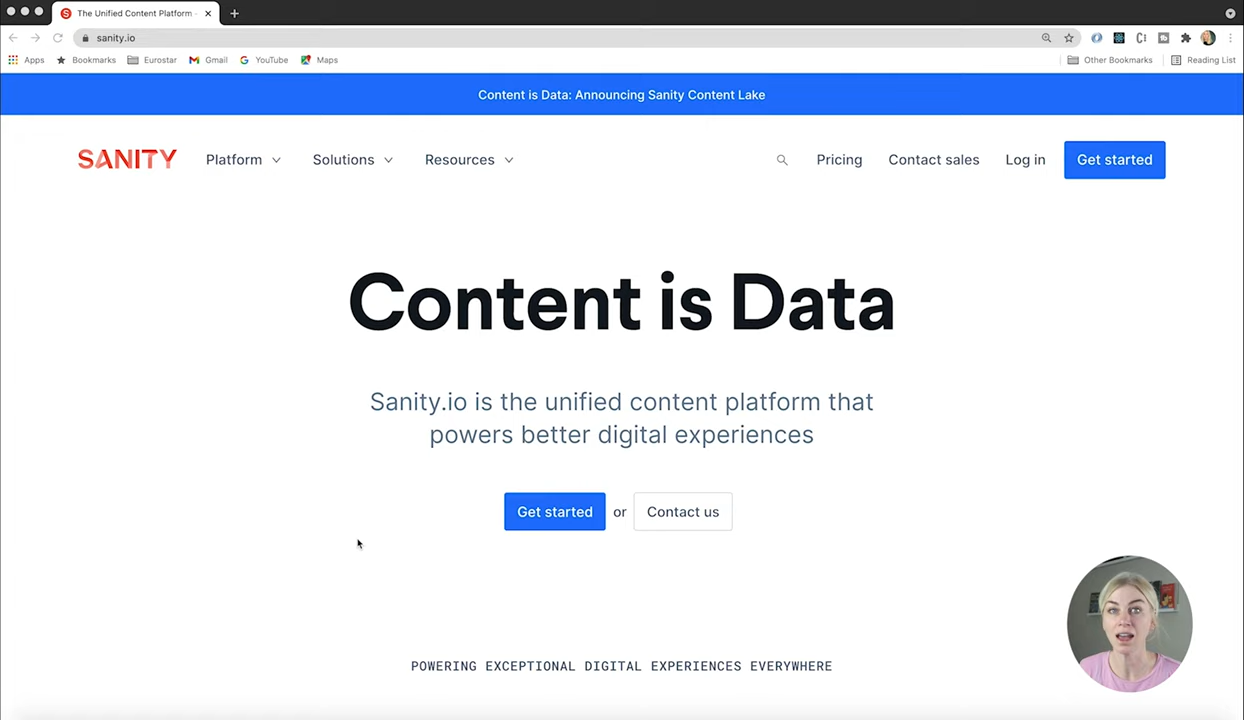 The Unified Content Platform -
sanity.io
Apps
Bookmarks
Eurostar
Gmail
YouTube
Maps
Other Bookmarks
Reading List
Content is Data: Announcing Sanity Content Lake
SANITY
Platform
Solutions
Resources
Pricing
Contact sales
Log in
Get started
Content is Data
Sanity.io is the unified content platform that
powers better digital experiences
Get started
or
Contact us
POWERING EXCEPTIONAL DIGITAL EXPERIENCES EVERYWHERE